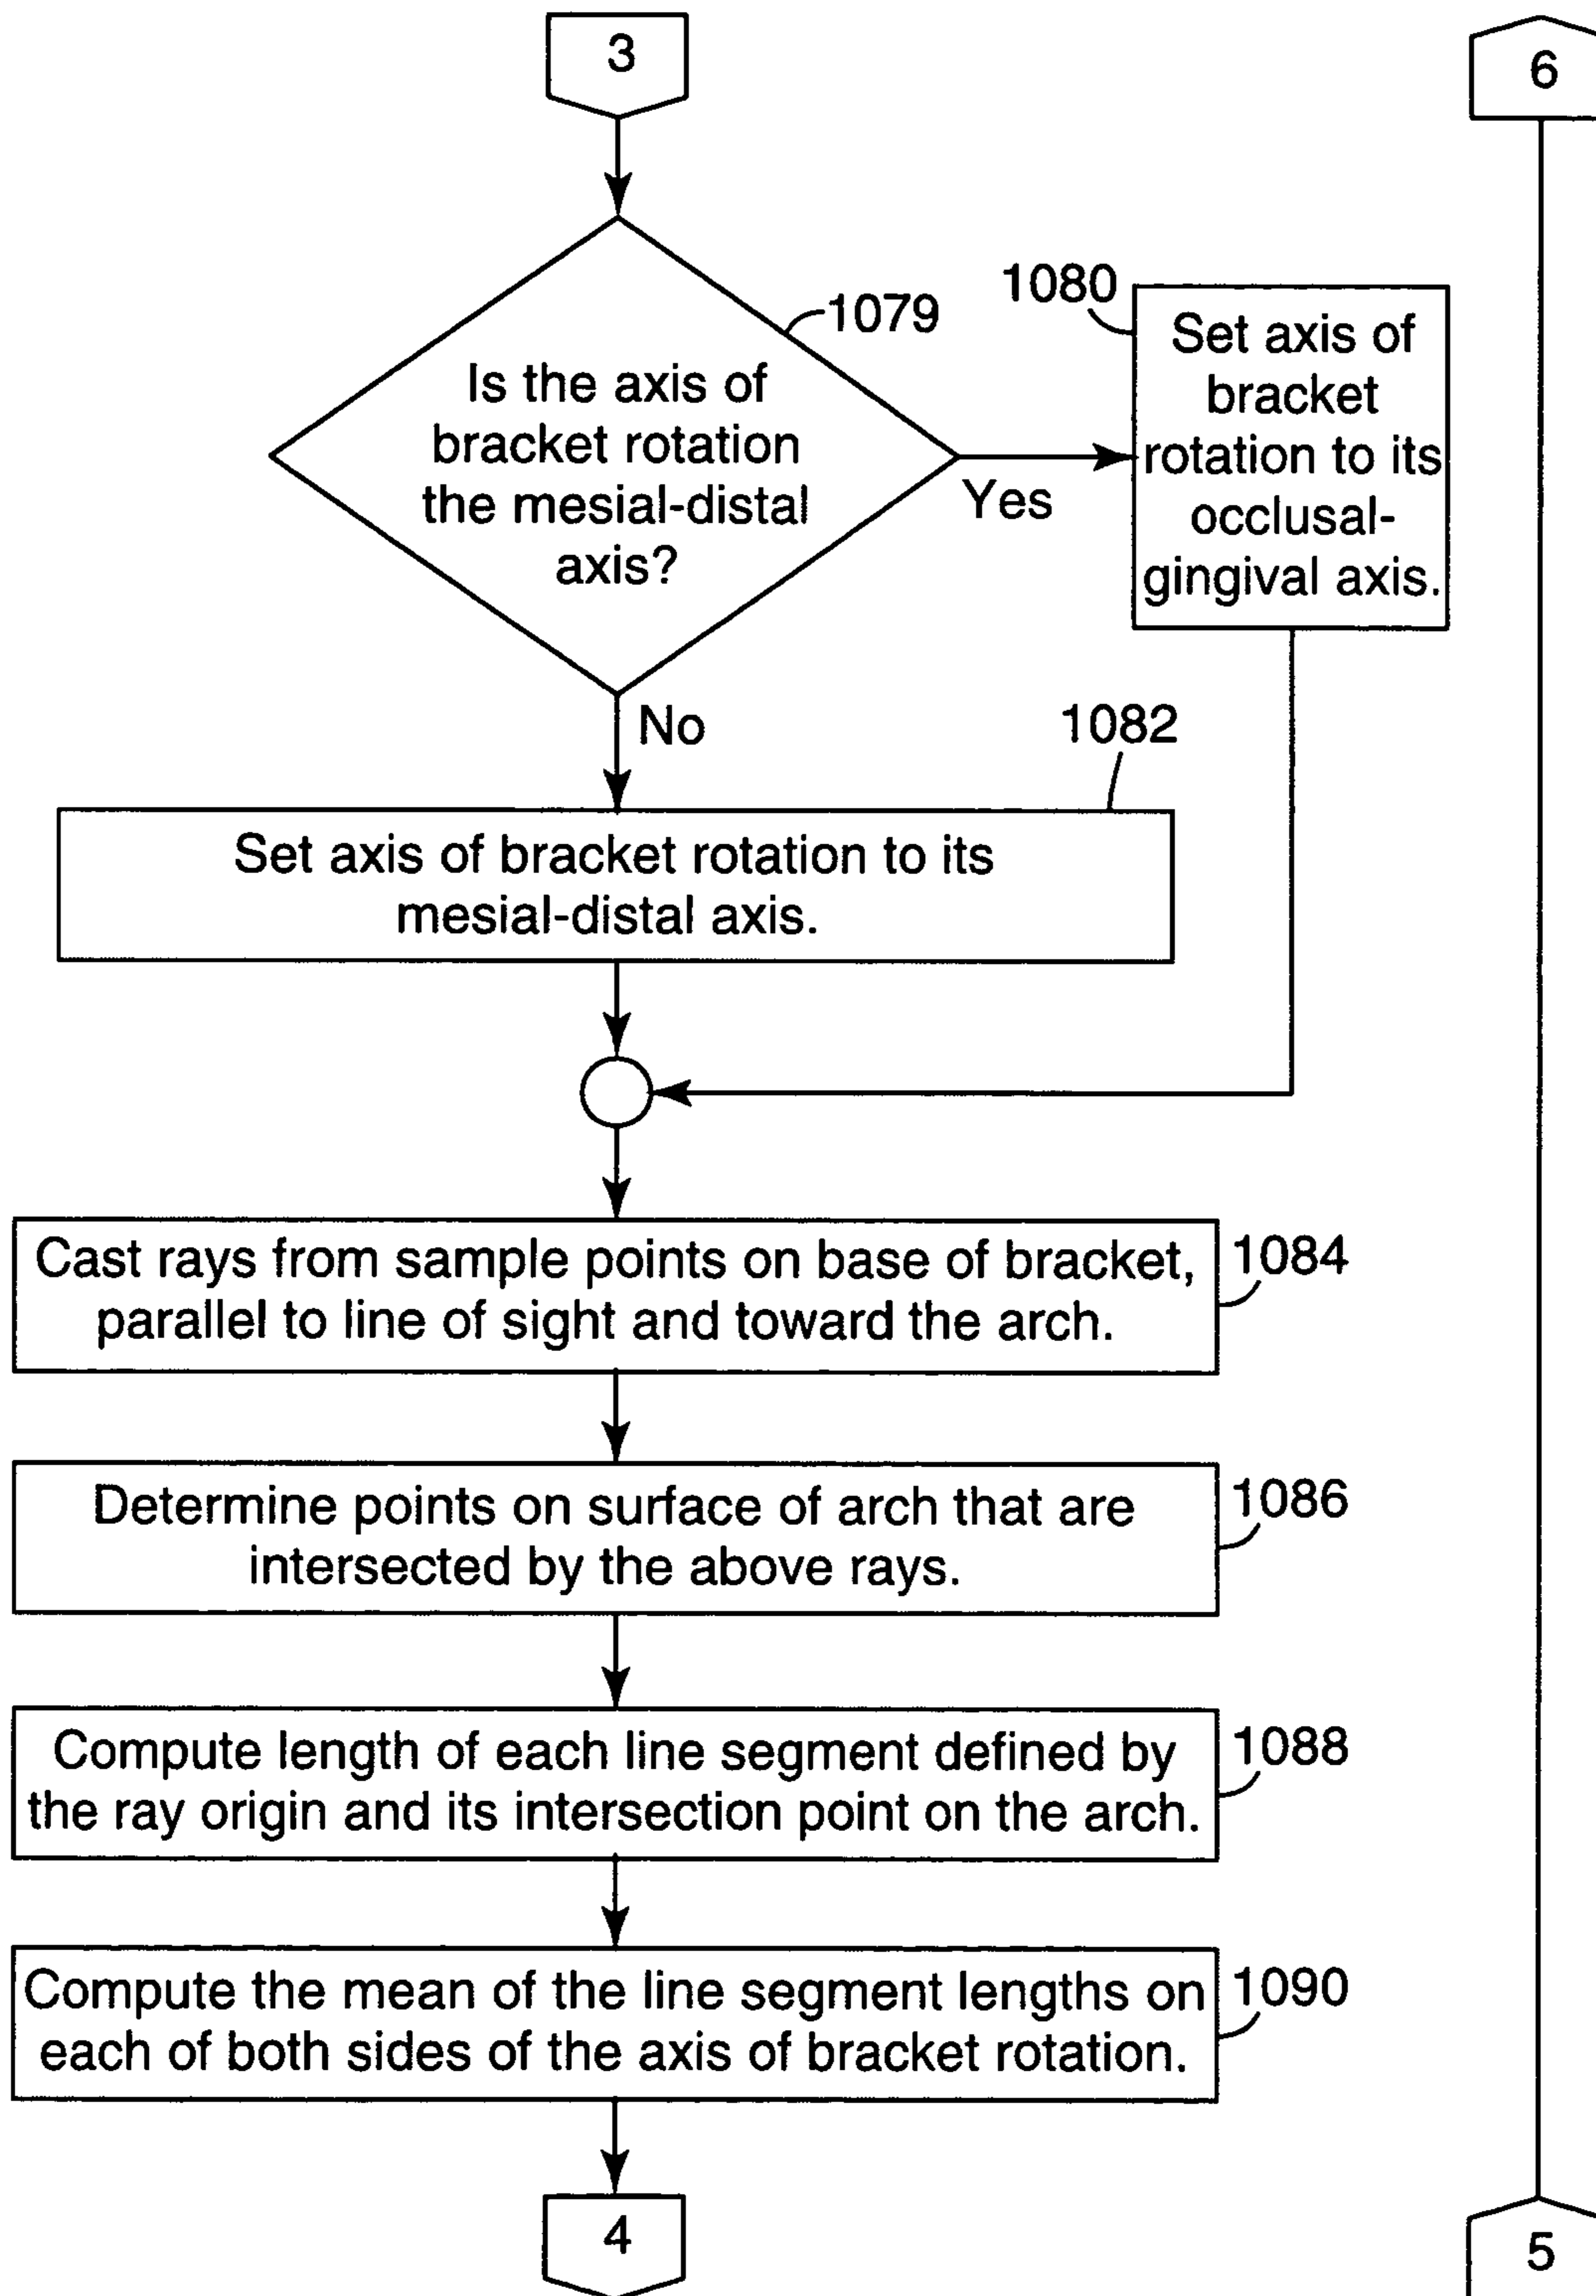 3
6
1079
1080
Is the axis of
bracket rotation
the mesial-distal
axis?
Yes
Set axis of
bracket
rotation to its
occlusal-
gingival axis.
No
1082
Set axis of bracket rotation to its
mesial-distal axis.
Cast rays from sample points on base of bracket,
parallel to line of sight and toward the arch.
1084
Determine points on surface of arch that are
intersected by the above rays.
1086
Compute length of each line segment defined by
the ray origin and its intersection point on the arch.
1088
Compute the mean of the line segment lengths on
each of both sides of the axis of bracket rotation.
1090
4
5